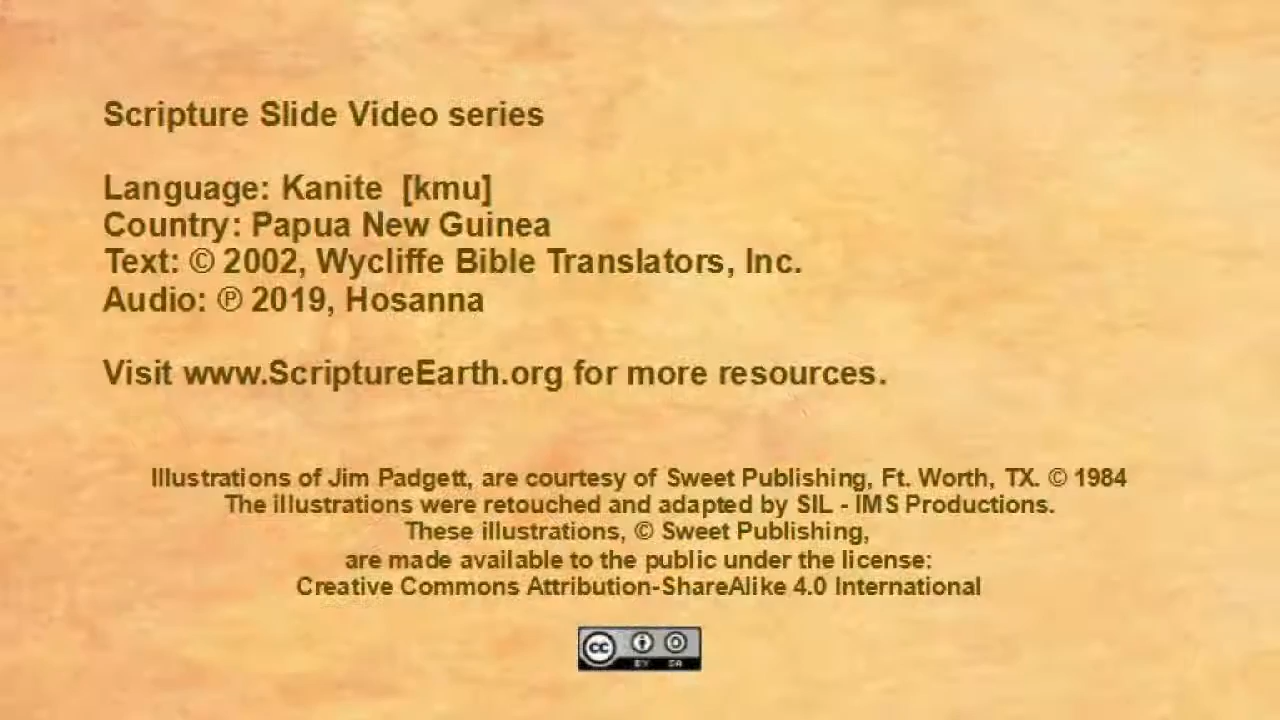 Scripture Slide Video series
Language: Kanite [kmu]
Country: Papua New Guinea
Text: © 2002, Wycliffe Bible Translators, Inc.
Audio: ℗ 2019, Hosanna
Visit www.ScriptureEarth.org for more resources.
Illustrations of Jim Padgett, are courtesy of Sweet Publishing, Ft. Worth, TX. © 1984
The illustrations were retouched and adapted by SIL - IMS Productions.
These illustrations, © Sweet Publishing,
are made available to the public under the license:
Creative Commons Attribution-ShareAlike 4.0 International
cc
BY SA